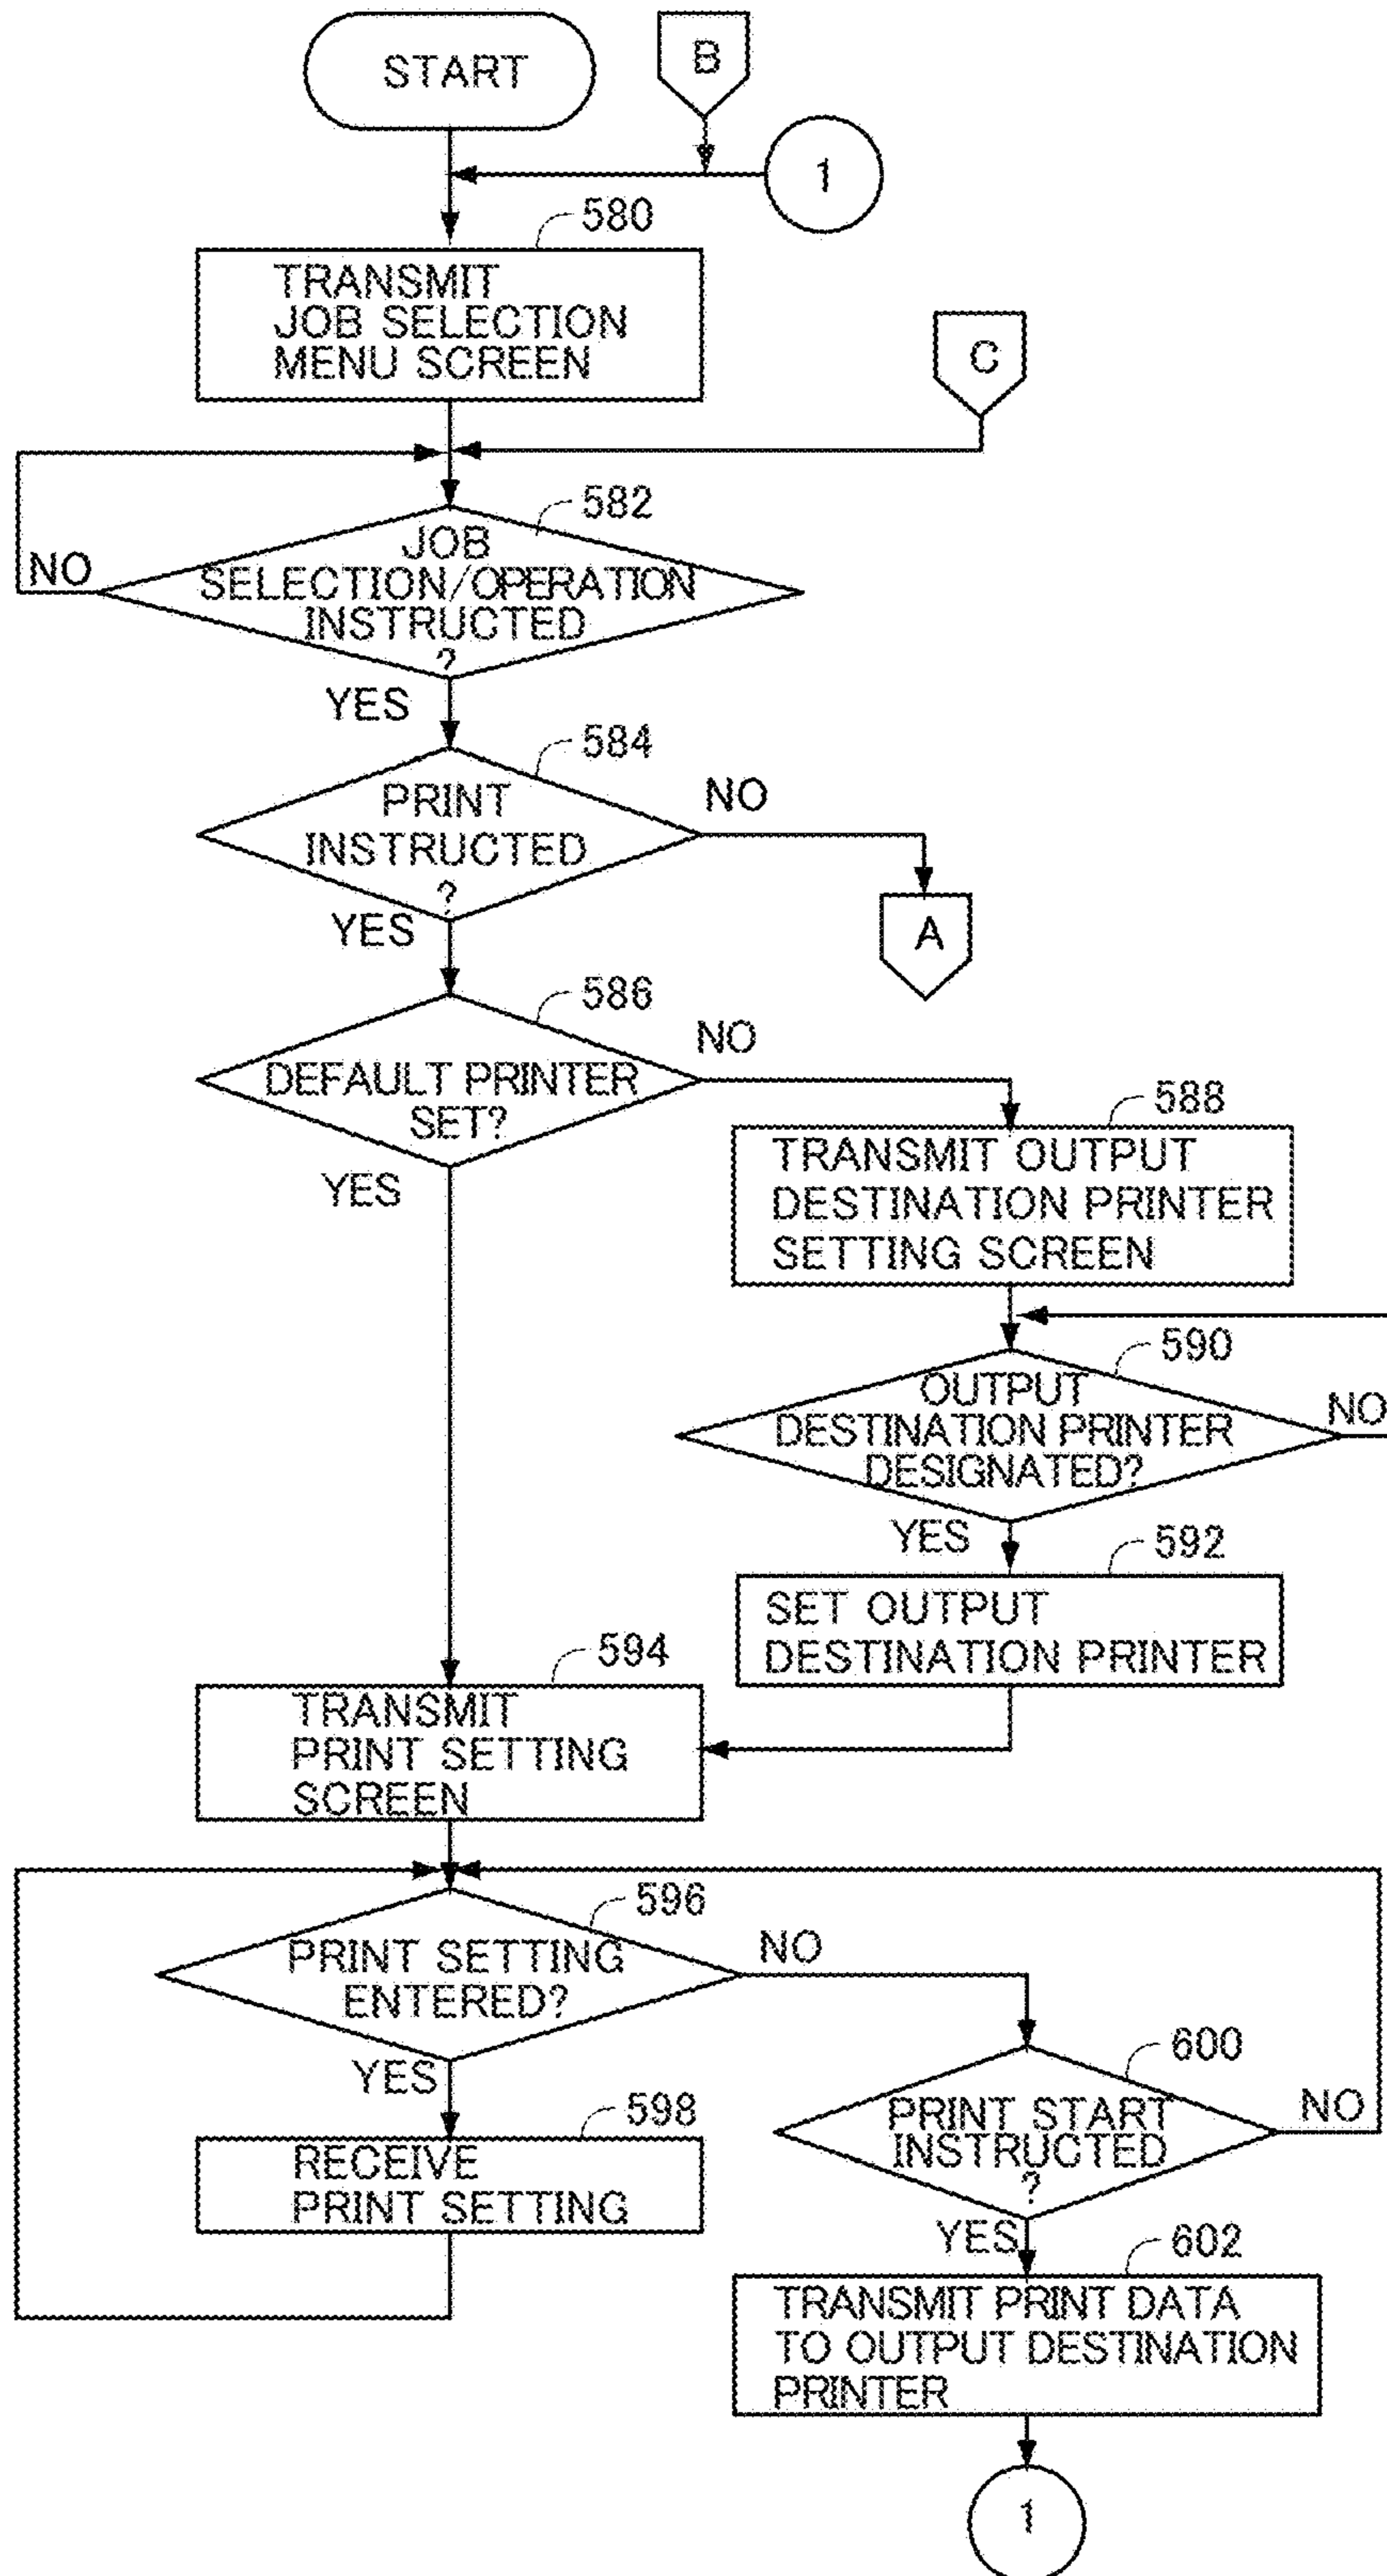 START
B
1
580
TRANSMIT
JOB SELECTION
MENU SCREEN
C
582
JOB
SELECTION/OPERATION
INSTRUCTED
?
NO
YES
584
PRINT
INSTRUCTED
?
NO
YES
A
586
DEFAULT PRINTER
SET?
NO
YES
588
TRANSMIT OUTPUT
DESTINATION PRINTER
SETTING SCREEN
590
OUTPUT
DESTINATION PRINTER
DESIGNATED?
NO
YES
592
SET OUTPUT
DESTINATION PRINTER
594
TRANSMIT
PRINT SETTING
SCREEN
596
PRINT SETTING
ENTERED?
NO
YES
598
RECEIVE
PRINT SETTING
600
PRINT START
INSTRUCTED
?
NO
YES
602
TRANSMIT PRINT DATA
TO OUTPUT DESTINATION
PRINTER
1